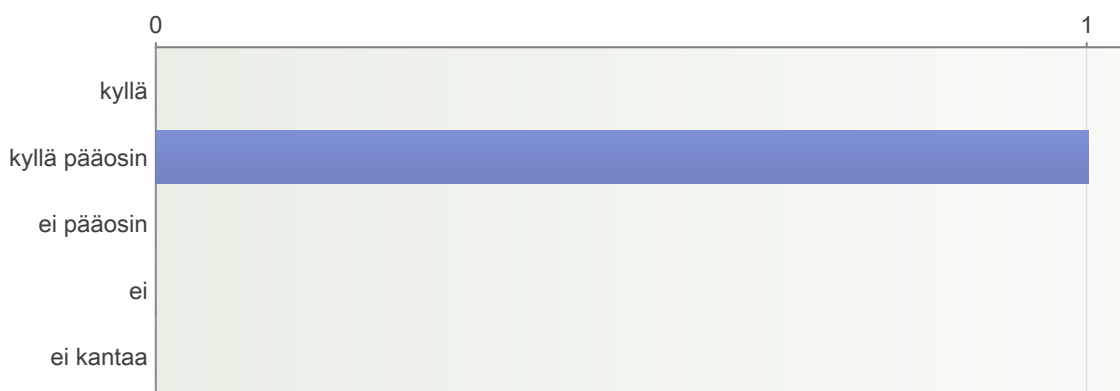 0 1
kyllä
kyllä pääosin
ei pääosin
ei
ei kantaa